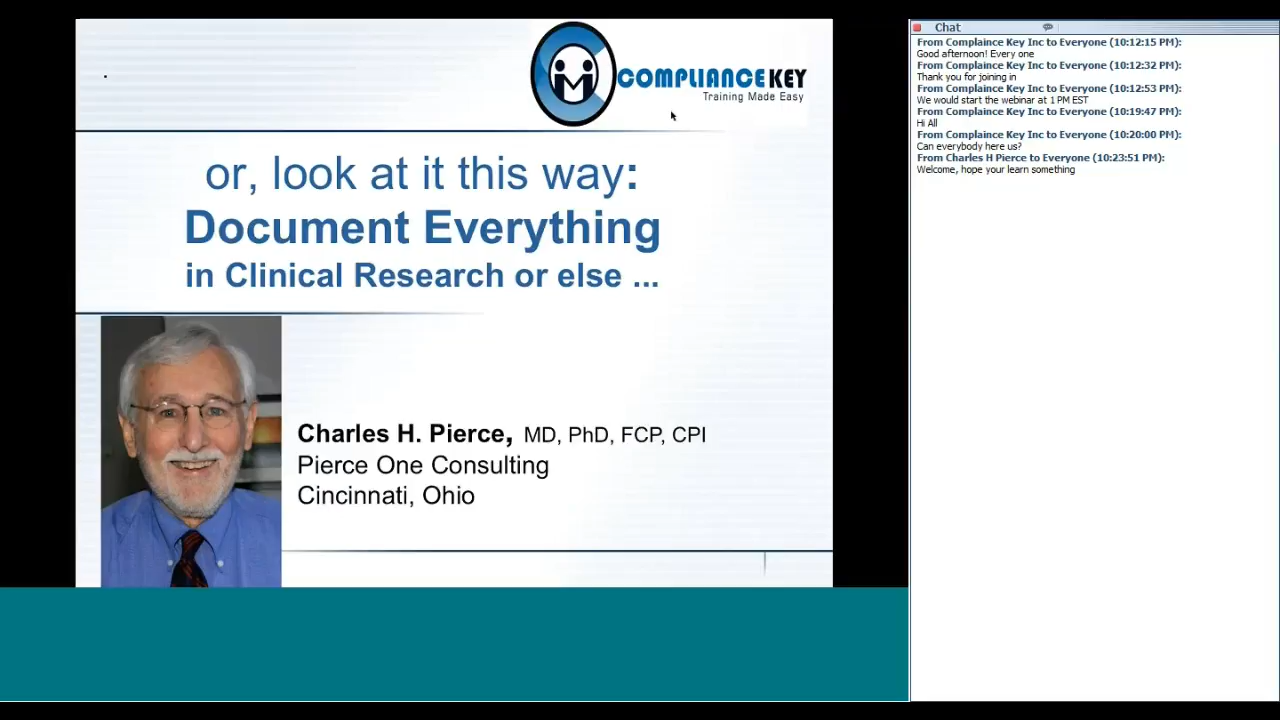 COMPLIANCE KEY
Training Made Easy
or, look at it this way:
Document Everything
in Clinical Research or else ...
Charles H. Pierce, MD, PhD, FCP, CPI
Pierce One Consulting
Cincinnati, Ohio
Chat
From Complaince Key Inc to Everyone (10:12:15 PM):
Good afternoon! Every one
From Complaince Key Inc to Everyone (10:12:32 PM):
Thank you for joining in
From Complaince Key Inc to Everyone (10:12:53 PM):
We would start the webinar at 1 PM EST
From Complaince Key Inc to Everyone (10:19:47 PM):
Hi All
From Complaince Key Inc to Everyone (10:20:00 PM):
Can everybody here us?
From Charles H Pierce to Everyone (10:23:51 PM):
Welcome, hope your learn something